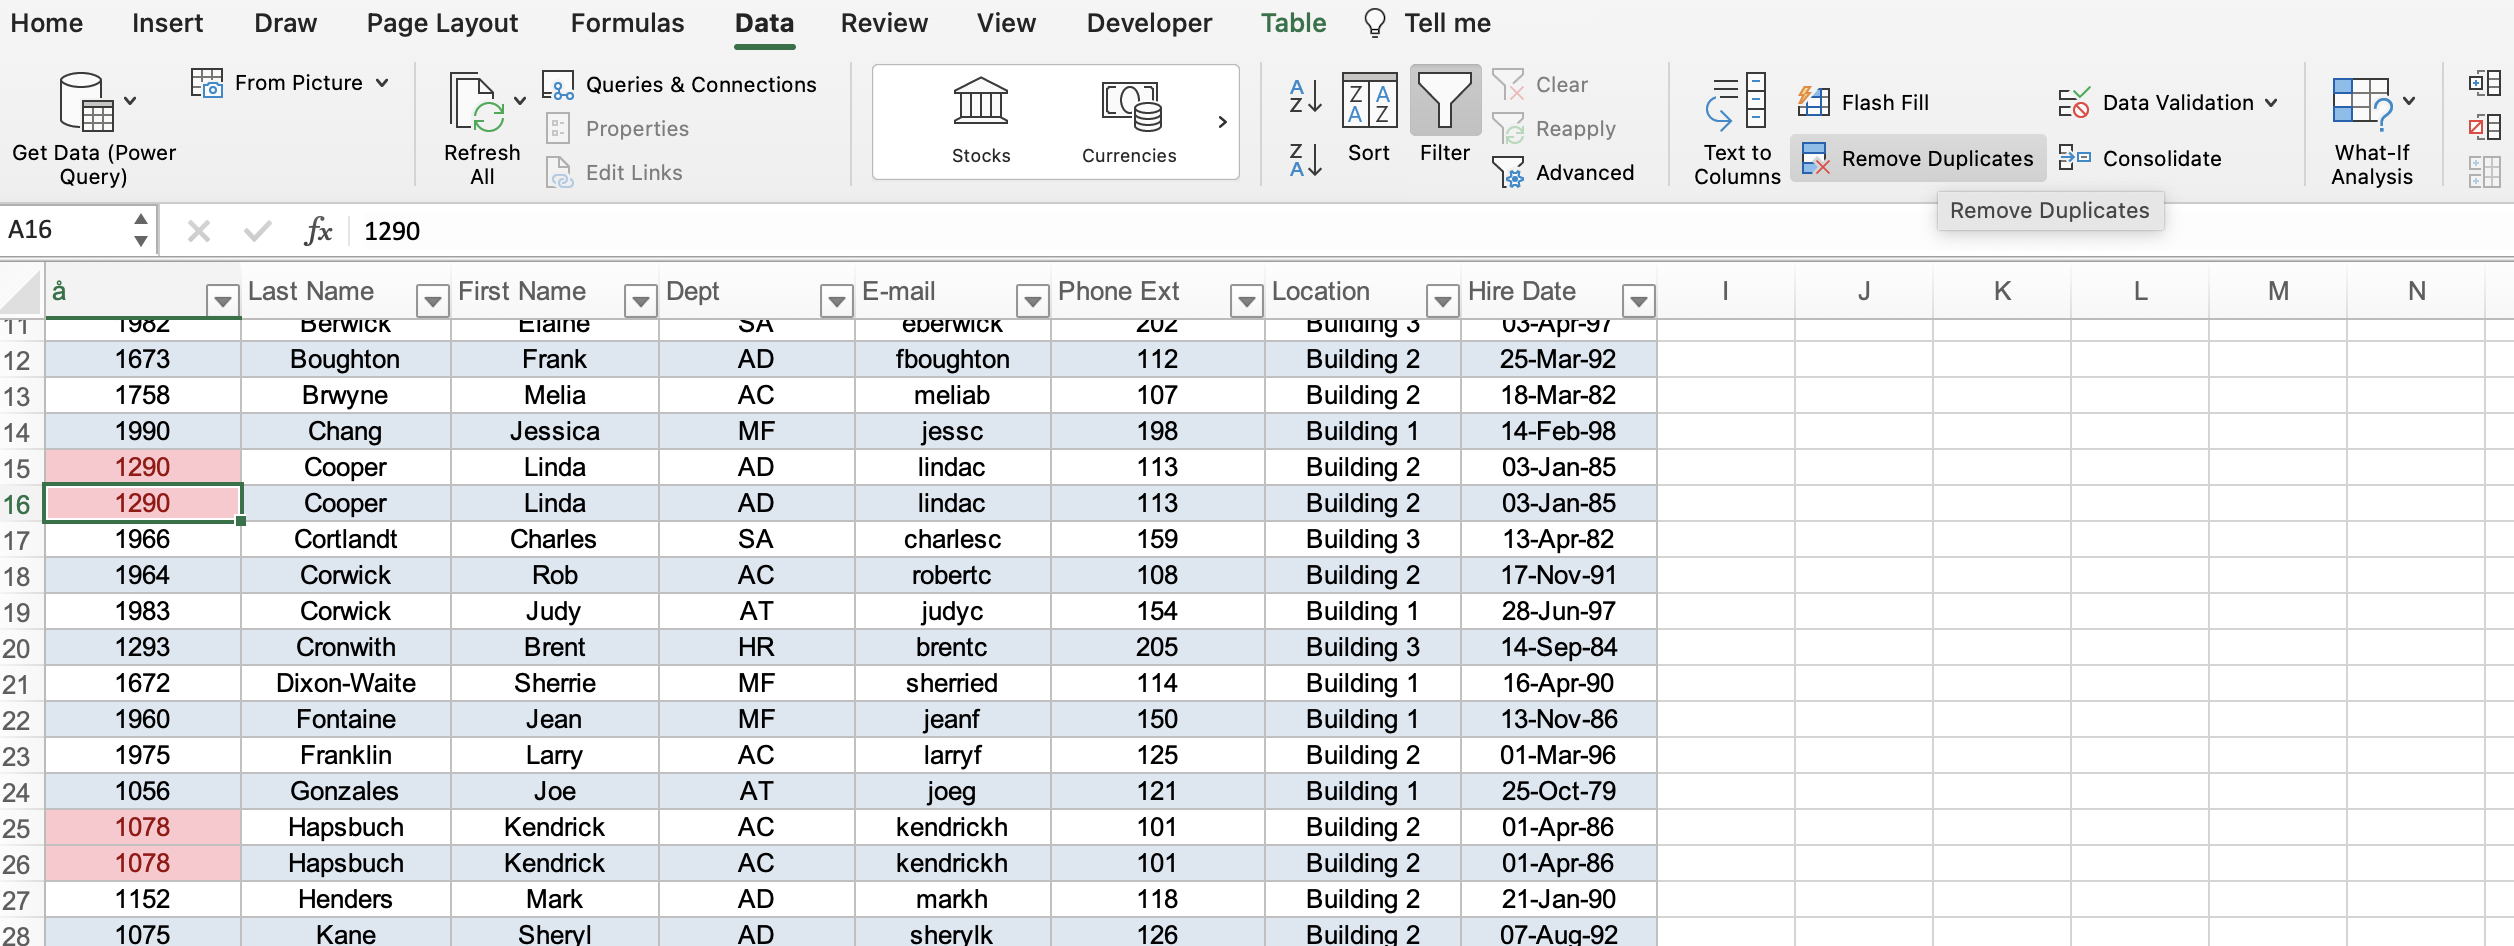 Home Insert Draw Page Layout Formulas Data Review View Developer Table Tell me
Get Data (Power Query)
From Picture
Refresh All
Queries & Connections
Properties
Edit Links
Stocks
Currencies
Sort
Filter
Clear
Reapply
Advanced
Text to Columns
Flash Fill
Remove Duplicates
Data Validation
Consolidate
What-If Analysis
Remove Duplicates
A16 fx 1290
å Last Name First Name Dept E-mail Phone Ext Location Hire Date I J K L M N
11 1982 Berwick Elaine SA eberwick 202 Building 3 03-Apr-97
12 1673 Boughton Frank AD fboughton 112 Building 2 25-Mar-92
13 1758 Brwyne Melia AC meliab 107 Building 2 18-Mar-82
14 1990 Chang Jessica MF jessc 198 Building 1 14-Feb-98
15 1290 Cooper Linda AD lindac 113 Building 2 03-Jan-85
16 1290 Cooper Linda AD lindac 113 Building 2 03-Jan-85
17 1966 Cortlandt Charles SA charlesc 159 Building 3 13-Apr-82
18 1964 Corwick Rob AC robertc 108 Building 2 17-Nov-91
19 1983 Corwick Judy AT judyc 154 Building 1 28-Jun-97
20 1293 Cronwith Brent HR brentc 205 Building 3 14-Sep-84
21 1672 Dixon-Waite Sherrie MF sherried 114 Building 1 16-Apr-90
22 1960 Fontaine Jean MF jeanf 150 Building 1 13-Nov-86
23 1975 Franklin Larry AC larryf 125 Building 2 01-Mar-96
24 1056 Gonzales Joe AT joeg 121 Building 1 25-Oct-79
25 1078 Hapsbuch Kendrick AC kendrickh 101 Building 2 01-Apr-86
26 1078 Hapsbuch Kendrick AC kendrickh 101 Building 2 01-Apr-86
27 1152 Henders Mark AD markh 118 Building 2 21-Jan-90
28 1075 Kane Sheryl AD sherylk 126 Building 2 07-Aug-92